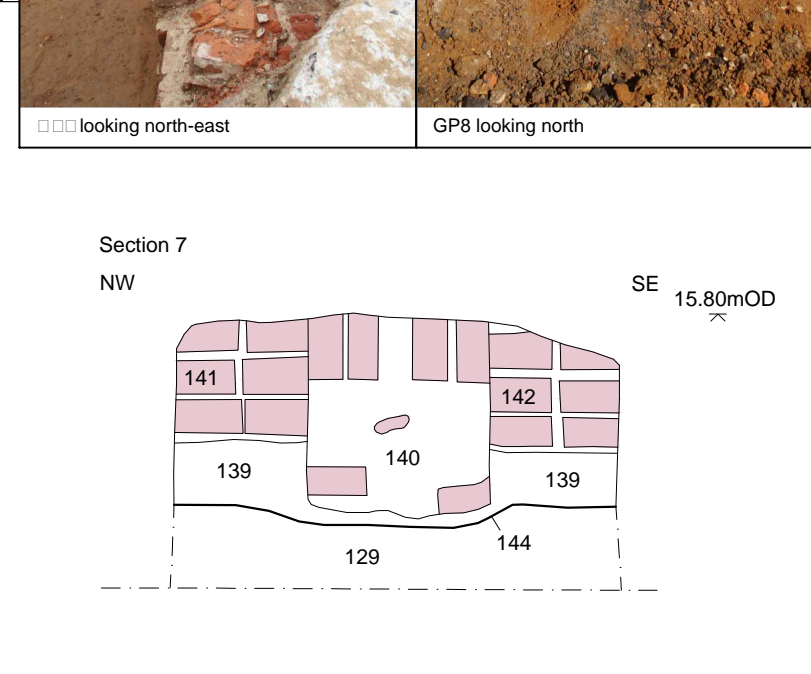 looking north-east
GP8 looking north
Section 7
NW
SE
15.80mOD
141
142
139
140
139
144
129